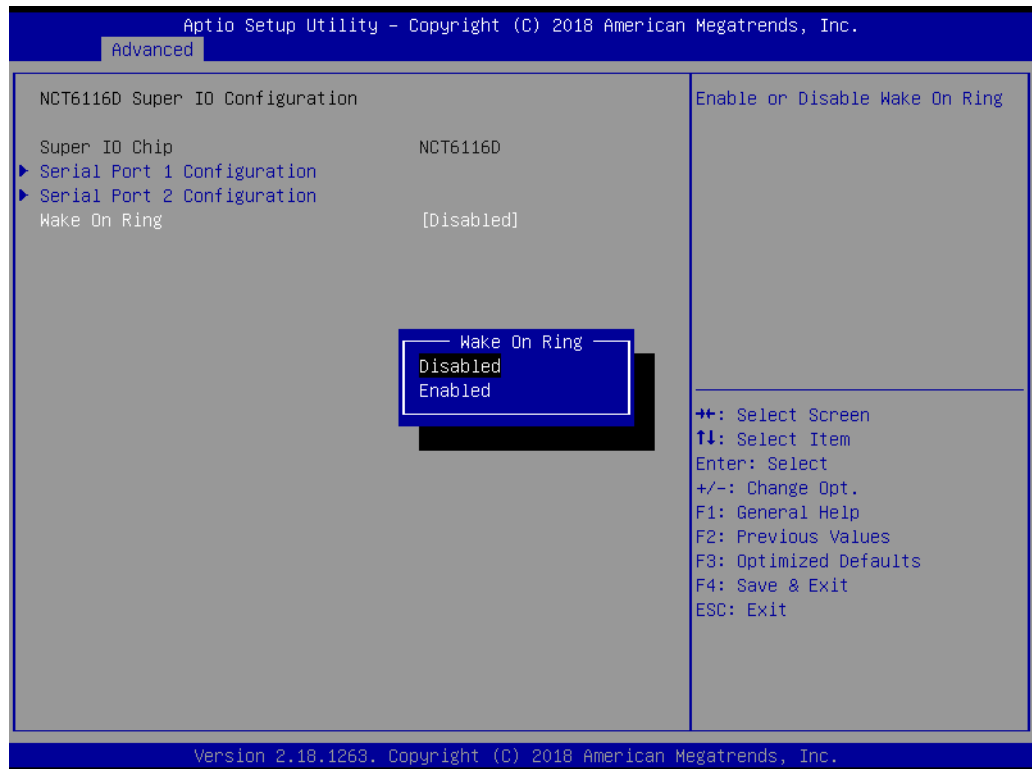 Aptio Setup Utility – Copyright (C) 2018 American Megatrends, Inc.
Advanced
NCT6116D Super IO Configuration
Super IO Chip NCT6116D
▶ Serial Port 1 Configuration
▶ Serial Port 2 Configuration
Wake On Ring [Disabled]
Wake On Ring
Disabled
Enabled
Enable or Disable Wake On Ring
→←: Select Screen
↑↓: Select Item
Enter: Select
+/-: Change Opt.
F1: General Help
F2: Previous Values
F3: Optimized Defaults
F4: Save & Exit
ESC: Exit
Version 2.18.1263. Copyright (C) 2018 American Megatrends, Inc.